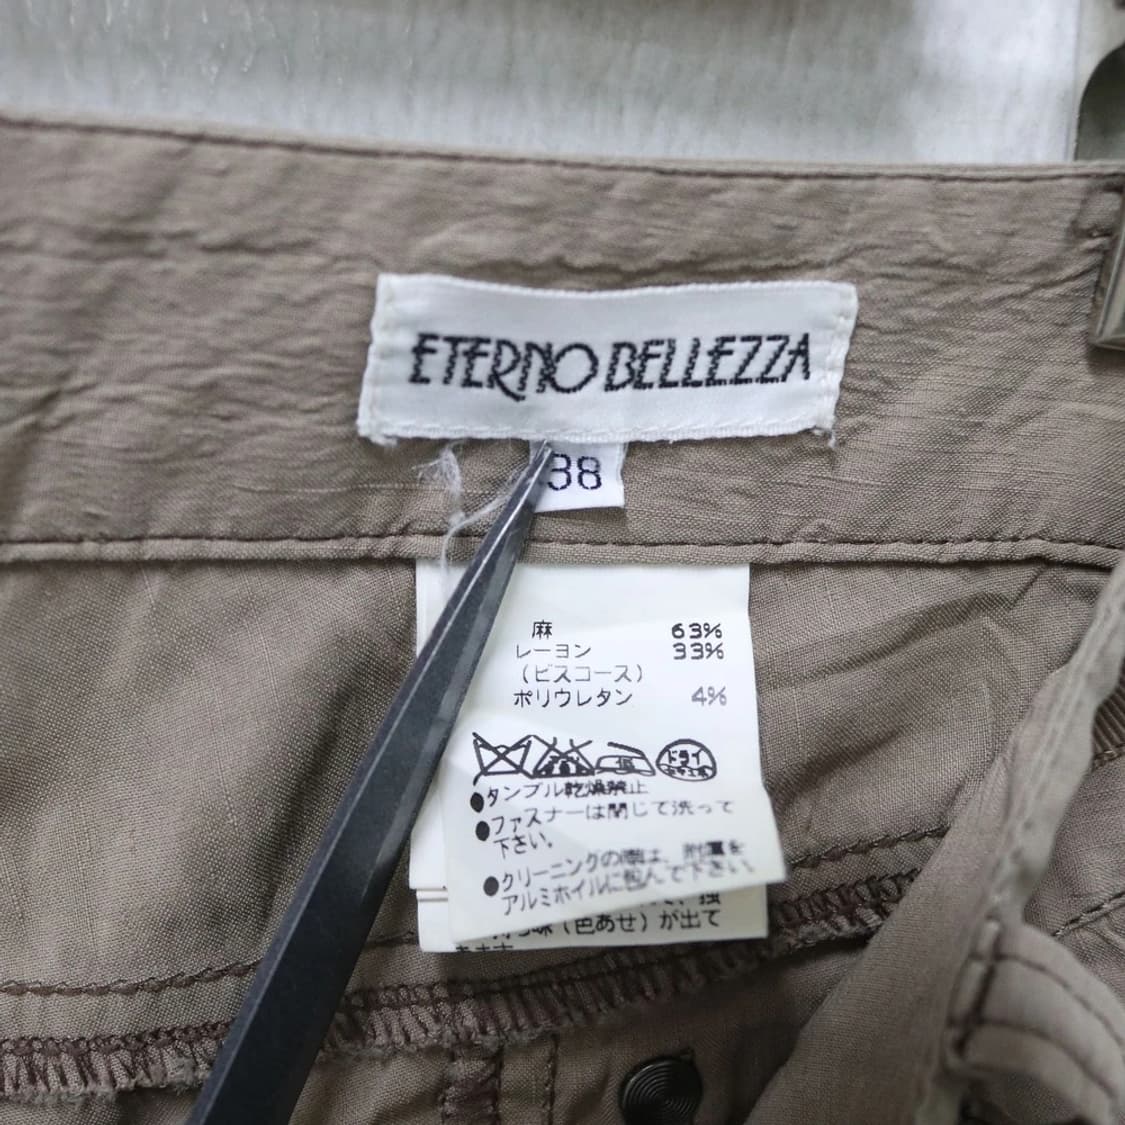 ETERNO BELLEZZA
38
麻 63%
レーヨン 33%
(ビスコース)
ポリウレタン 4%
低
ドライ
●タンブル乾燥禁止
●ファスナーは閉じて洗って
下さい。
●クリーニングの際は、附属を
アルミホイルに包んで下さい。
(色あせ)が出て